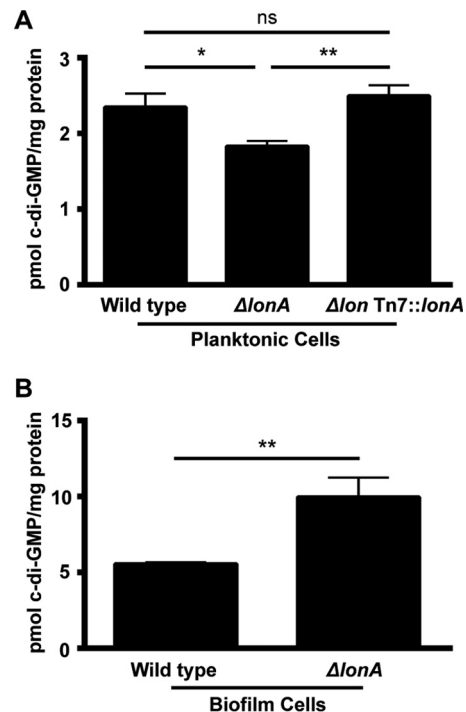 A
ns
*
**
pmol c-di-GMP/mg protein
3
2
1
0
Wild type ΔlonA Δlon Tn7::lonA
Planktonic Cells
B
**
pmol c-di-GMP/mg protein
15
10
5
0
Wild type ΔlonA
Biofilm Cells